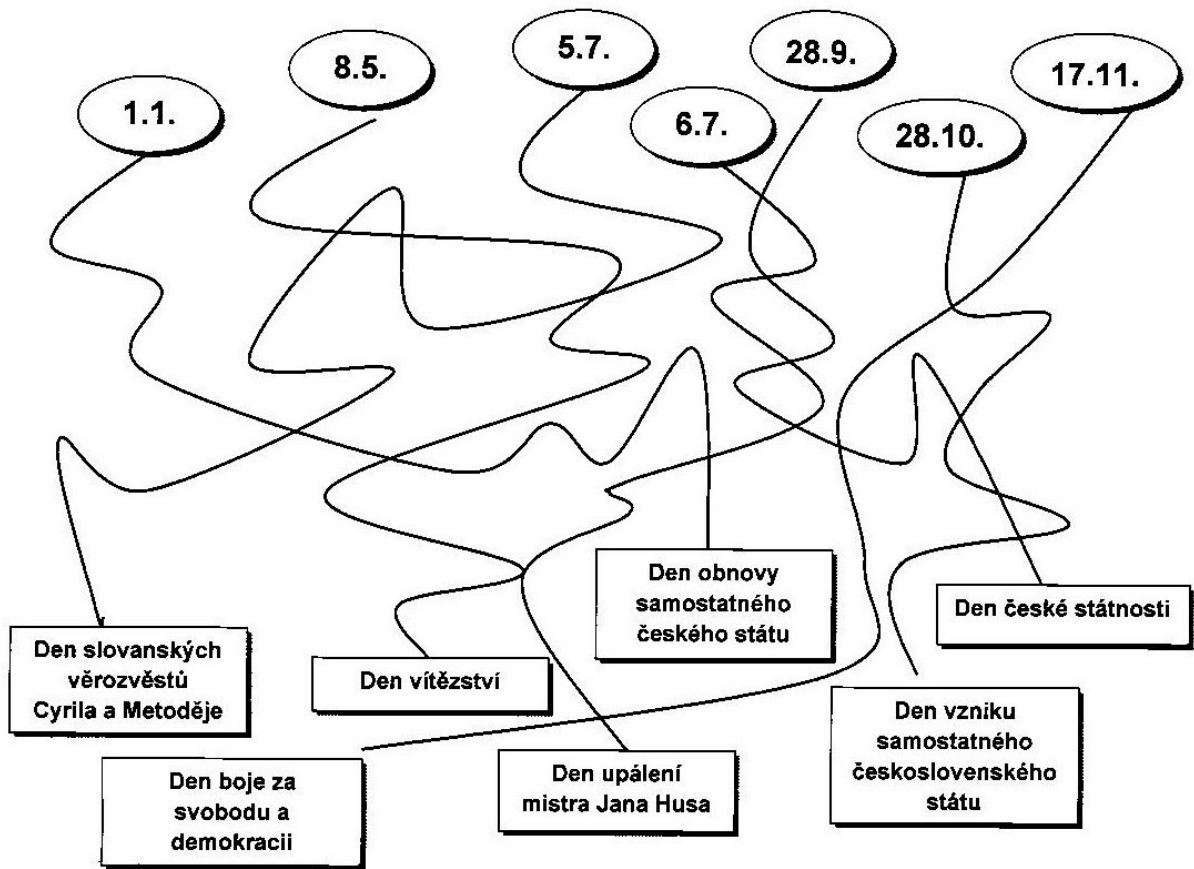 1.1.
8.5.
5.7.
6.7.
28.9.
28.10.
17.11.
Den slovanských
věrozvěstů
Cyrila a Metoděje
Den boje za
svobodu a
demokracii
Den vítězství
Den upálení
mistra Jana Husa
Den obnovy
samostatného
českého státu
Den vzniku
samostatného
československého
státu
Den české státnosti